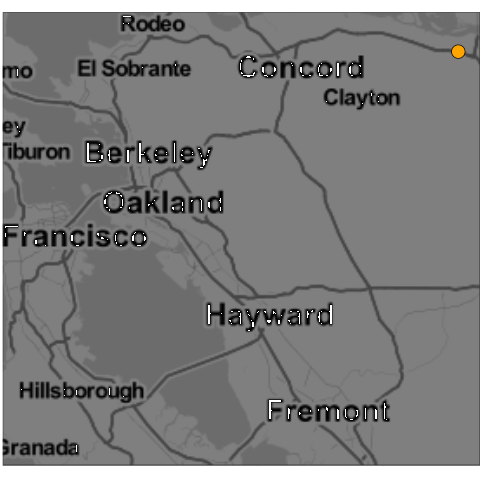 Rodeo
mo
El Sobrante
Concord
Clayton
ey
Tiburon
Berkeley
Oakland
Francisco
Hayward
Hillsborough
Fremont
Granada